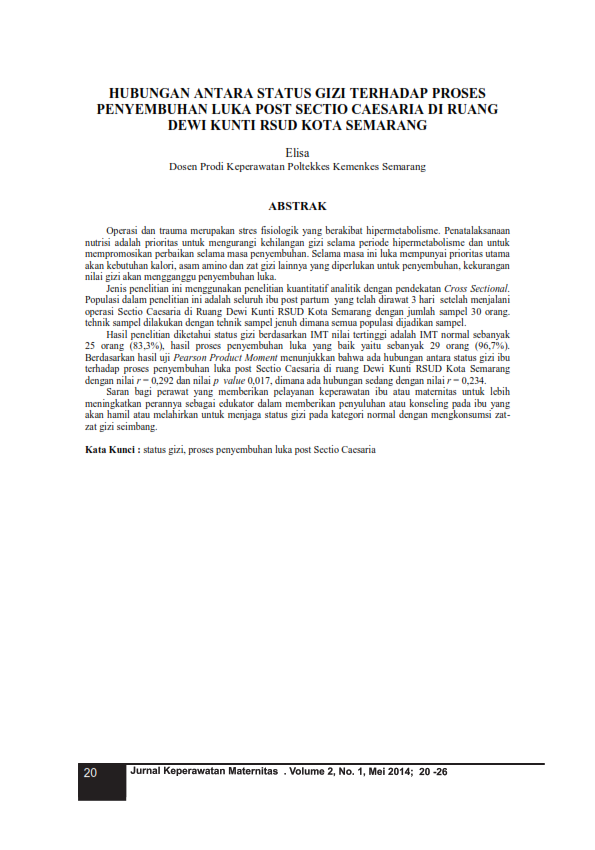 HUBUNGAN ANTARA STATUS GIZI TERHADAP PROSES
PENYEMBUHAN LUKA POST SECTIO CAESARIA DI RUANG
DEWI KUNTI RSUD KOTA SEMARANG
Elisa
Dosen Prodi Keperawatan Poltekkes Kemenkes Semarang
ABSTRAK
Operasi dan trauma merupakan stres fisiologik yang berakibat hipermetabolisme. Penatalaksanaan
nutrisi adalah prioritas untuk mengurangi kehilangan gizi selama periode hipermetabolisme dan untuk
mempromosikan perbaikan selama masa penyembuhan. Selama masa ini luka mempunyai prioritas utama
akan kebutuhan kalori, asam amino dan zat gizi lainnya yang diperlukan untuk penyembuhan, kekurangan
nilai gizi akan mengganggu penyembuhan luka.
Jenis penelitian ini menggunakan penelitian kuantitatif analitik dengan pendekatan Cross Sectional.
Populasi dalam penelitian ini adalah seluruh ibu post partum yang telah dirawat 3 hari setelah menjalani
operasi Sectio Caesaria di Ruang Dewi Kunti RSUD Kota Semarang dengan jumlah sampel 30 orang.
tehnik sampel dilakukan dengan tehnik sampel jenuh dimana semua populasi dijadikan sampel.
Hasil penelitian diketahui status gizi berdasarkan IMT nilai tertinggi adalah IMT normal sebanyak
25 orang (83,3%), hasil proses penyembuhan luka yang baik yaitu sebanyak 29 orang (96,7%).
Berdasarkan hasil uji Pearson Product Moment menunjukkan bahwa ada hubungan antara status gizi ibu
terhadap proses penyembuhan luka post Sectio Caesaria di ruang Dewi Kunti RSUD Kota Semarang
dengan nilai r = 0,292 dan nilai p value 0,017, dimana ada hubungan sedang dengan nilai r = 0,234.
Saran bagi perawat yang memberikan pelayanan keperawatan ibu atau maternitas untuk lebih
meningkatkan perannya sebagai edukator dalam memberikan penyuluhan atau konseling pada ibu yang
akan hamil atau melahirkan untuk menjaga status gizi pada kategori normal dengan mengkonsumsi zat-
zat gizi seimbang.
Kata Kunci : status gizi, proses penyembuhan luka post Sectio Caesaria
20 Jurnal Keperawatan Maternitas . Volume 2, No. 1, Mei 2014; 20 -26